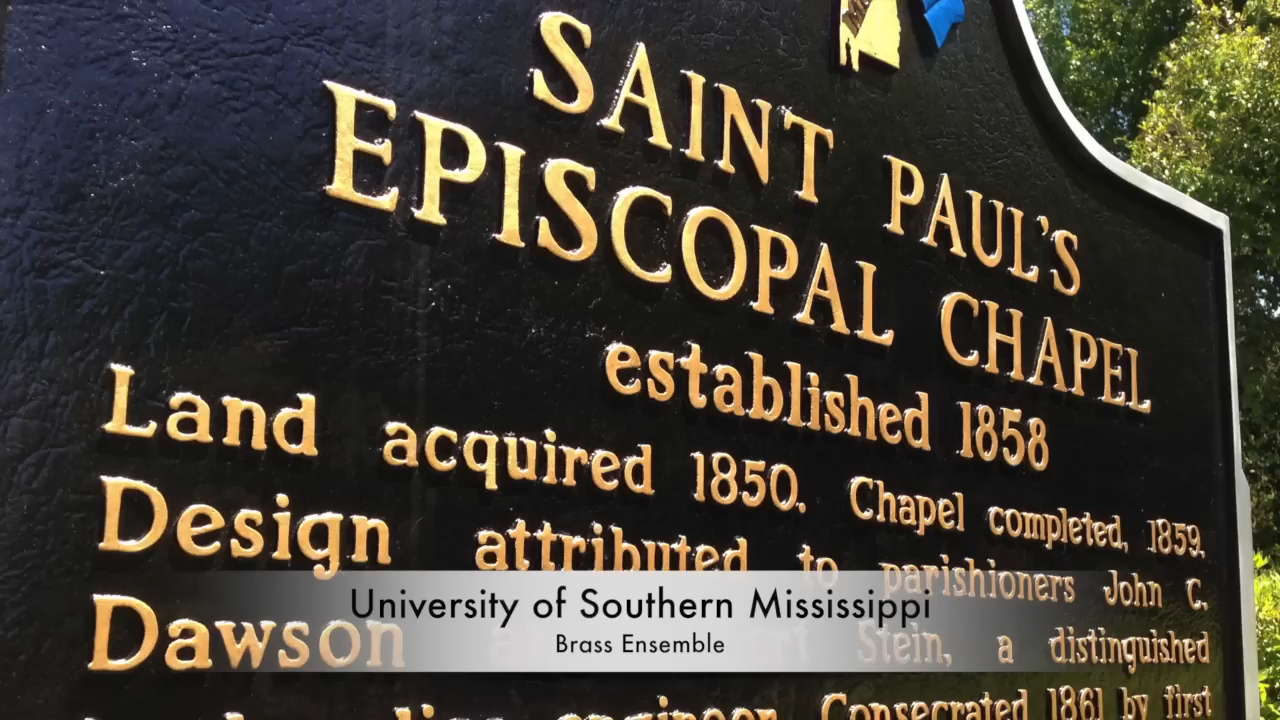 SAINT PAUL'S
EPISCOPAL CHAPEL
established 1858
Land acquired 1850. Chapel completed, 1859.
Design attributed to parishioners John C.
Dawson Stein, a distinguished
Consecrated 1861 by first
University of Southern Mississippi
Brass Ensemble